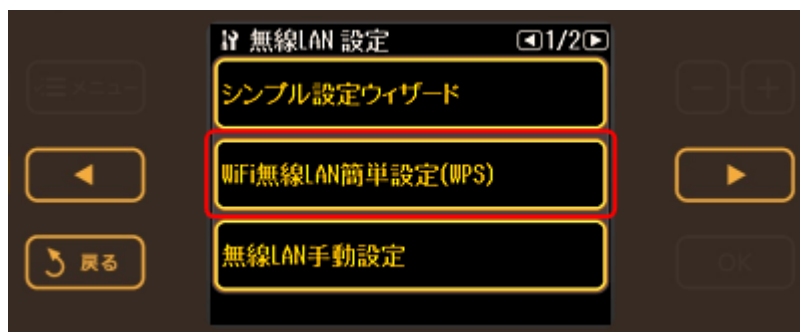 無線LAN 設定 1/2
メニュー
シンプル設定ウィザード
WiFi無線LAN簡単設定(WPS)
戻る
無線LAN手動設定
OK